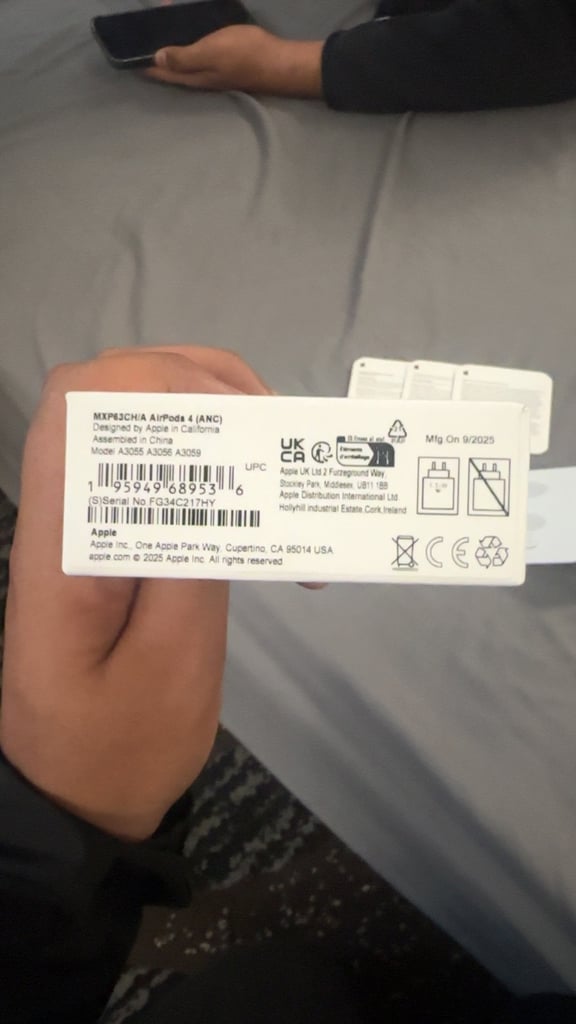 MXP63CH/A AirPods 4 (ANC)
Designed by Apple in California
Assembled in China
Model A3055 A3056 A3059
UPC
1 95949 68953 6
(S)Serial No.FG34C217HY
Apple
Apple Inc., One Apple Park Way, Cupertino, CA 95014 USA
apple.com © 2025 Apple Inc. All rights reserved
UK
CA
Apple UK Ltd 2 Furzeground Way,
Stockley Park, Middlesex, UB11 1BB
Apple Distribution International Ltd
Hollyhill Industrial Estate,Cork,Ireland
Mfg.On 9/2025
CE